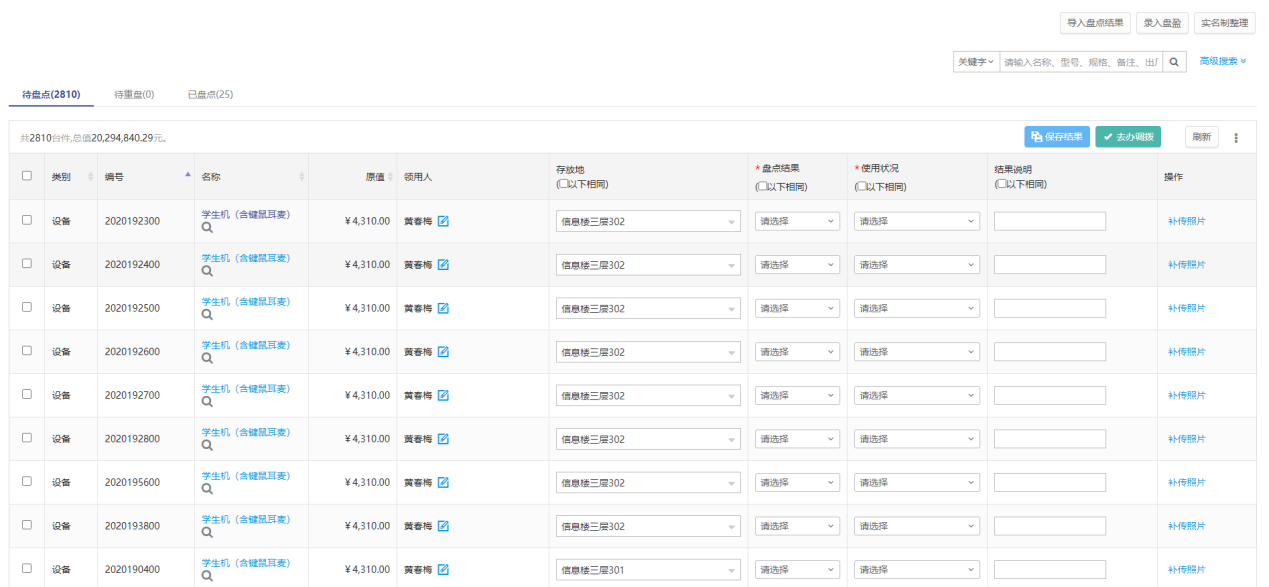 导入盘点结果 录入盘盈 实名制整理
关键字 请输入名称、型号、规格、备注、出厂 高级搜索
待盘点(2810) 待重盘(0) 已盘点(25)
共2810台件,总值20,294,840.29元。 保存结果 去办调拨 刷新
类别 编号 名称 原值 领用人 存放地 *盘点结果 *使用状况 结果说明 操作
(以下相同) (以下相同) (以下相同) (以下相同)
设备 2020192300 学生机（含键鼠耳麦） ¥4,310.00 黄春梅 信息楼三层302 请选择 请选择 补传照片
设备 2020192400 学生机（含键鼠耳麦） ¥4,310.00 黄春梅 信息楼三层302 请选择 请选择 补传照片
设备 2020192500 学生机（含键鼠耳麦） ¥4,310.00 黄春梅 信息楼三层302 请选择 请选择 补传照片
设备 2020192600 学生机（含键鼠耳麦） ¥4,310.00 黄春梅 信息楼三层302 请选择 请选择 补传照片
设备 2020192700 学生机（含键鼠耳麦） ¥4,310.00 黄春梅 信息楼三层302 请选择 请选择 补传照片
设备 2020192800 学生机（含键鼠耳麦） ¥4,310.00 黄春梅 信息楼三层302 请选择 请选择 补传照片
设备 2020195600 学生机（含键鼠耳麦） ¥4,310.00 黄春梅 信息楼三层302 请选择 请选择 补传照片
设备 2020193800 学生机（含键鼠耳麦） ¥4,310.00 黄春梅 信息楼三层302 请选择 请选择 补传照片
设备 2020190400 学生机（含键鼠耳麦） ¥4,310.00 黄春梅 信息楼三层301 请选择 请选择 补传照片